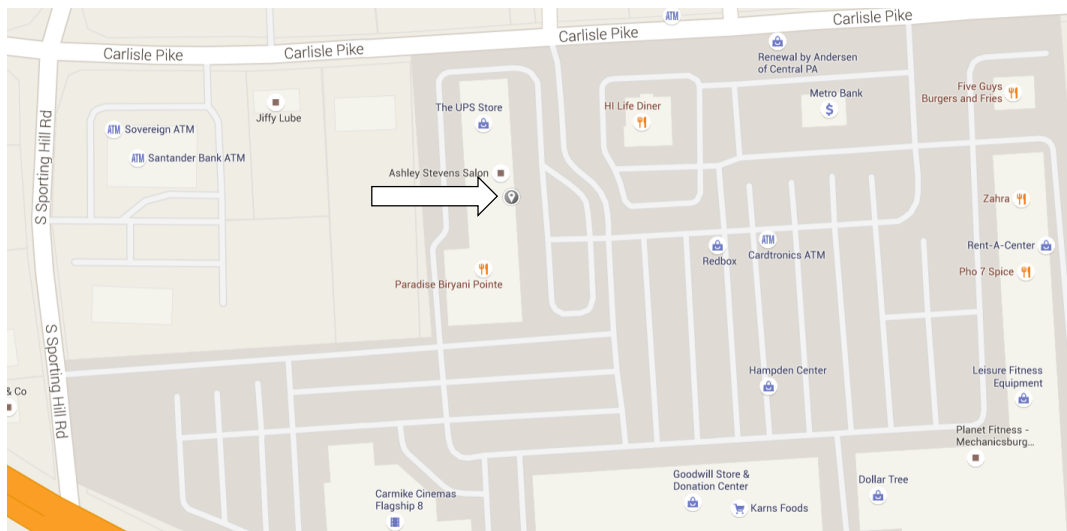 ATM
Carlisle Pike
Carlisle Pike
Carlisle Pike
Carlisle Pike
Renewal by Andersen
of Central PA
Five Guys
Burgers and Fries
Metro Bank
$
The UPS Store
HI Life Diner
Jiffy Lube
ATM Sovereign ATM
ATM Santander Bank ATM
S Sporting Hill Rd
Ashley Stevens Salon
Zahra
ATM
Rent-A-Center
Redbox
Cardtronics ATM
Pho 7 Spice
Paradise Biryani Pointe
S Sporting Hill Rd
Hampden Center
Leisure Fitness
Equipment
& Co
Planet Fitness -
Mechanicsburg...
Goodwill Store &
Donation Center
Dollar Tree
Carmike Cinemas
Flagship 8
Karns Foods